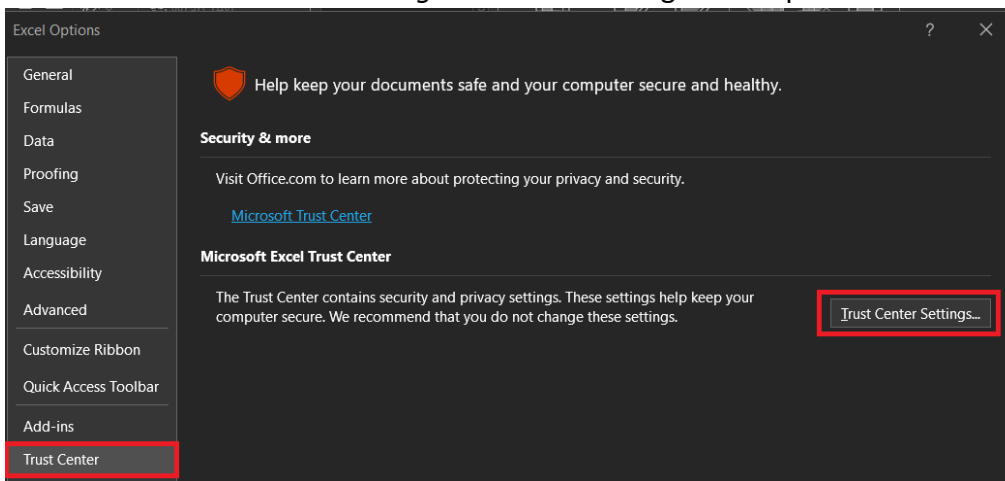 Excel Options
?
General
Formulas
Data
Proofing
Save
Language
Accessibility
Advanced
Customize Ribbon
Quick Access Toolbar
Add-ins
Trust Center
Help keep your documents safe and your computer secure and healthy.
Security & more
Visit Office.com to learn more about protecting your privacy and security.
Microsoft Trust Center
Microsoft Excel Trust Center
The Trust Center contains security and privacy settings. These settings help keep your
computer secure. We recommend that you do not change these settings.
Trust Center Settings...